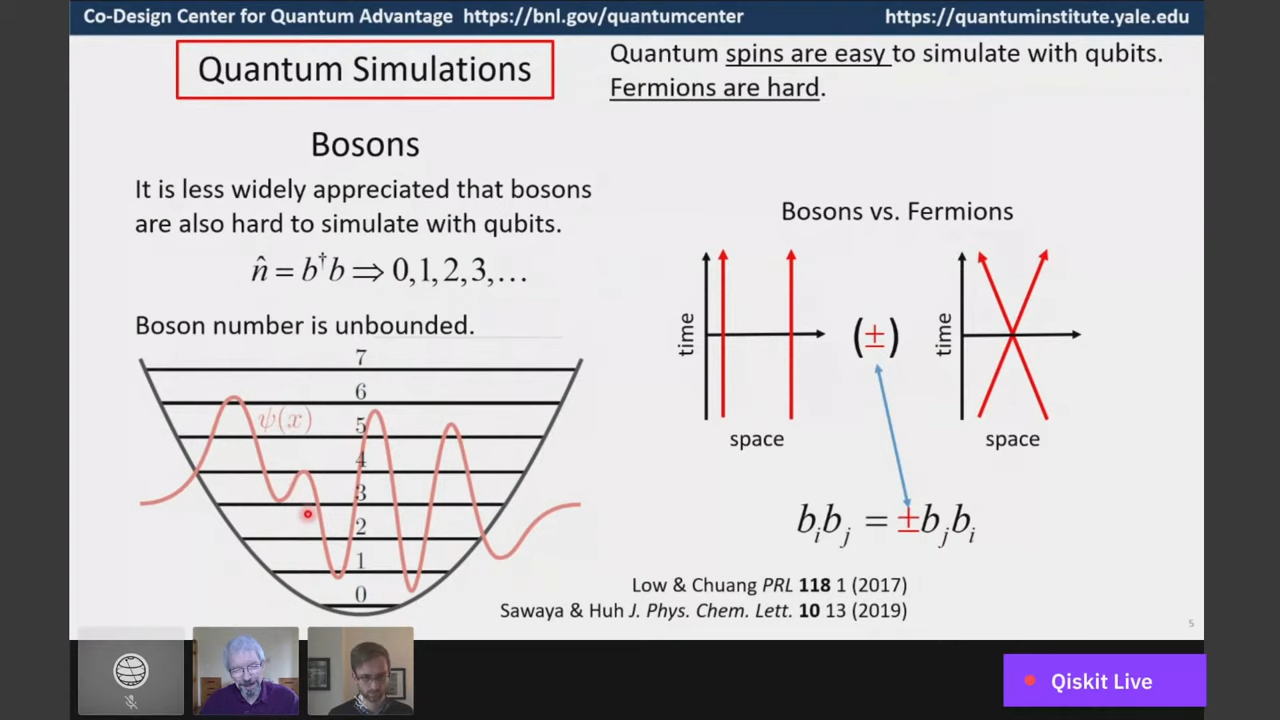 Co-Design Center for Quantum Advantage https://bnl.gov/quantumcenter https://quantuminstitute.yale.edu
Quantum Simulations
Quantum spins are easy to simulate with qubits.
Fermions are hard.
Bosons
It is less widely appreciated that bosons
are also hard to simulate with qubits.
n̂ = b†b ⟹ 0,1,2,3,…
Boson number is unbounded.
7
6
ψ(x)
5
4
3
2
1
0
Bosons vs. Fermions
time
space
(±)
time
space
bᵢbⱼ = ±bⱼbᵢ
Low & Chuang PRL 118 1 (2017)
Sawaya & Huh J. Phys. Chem. Lett. 10 13 (2019)
5
Qiskit Live